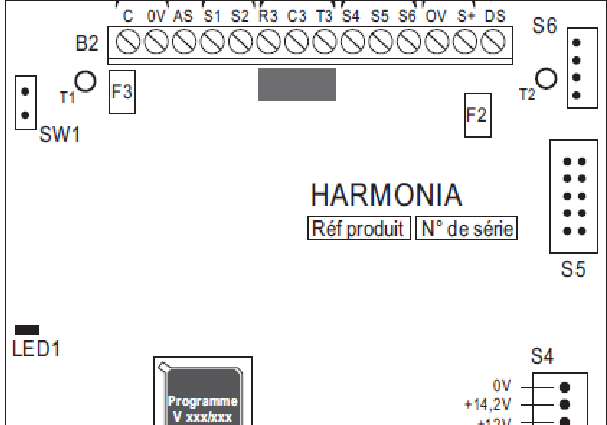 C 0V AS S1 S2 R3 C3 T3 S4 S5 S6 OV S+ DS
B2
S6
T1
F3
T2
F2
SW1
HARMONIA
Réf produit N° de série
S5
LED1
S4
0V
+14,2V
+12V
Programme
V xxx/xxx